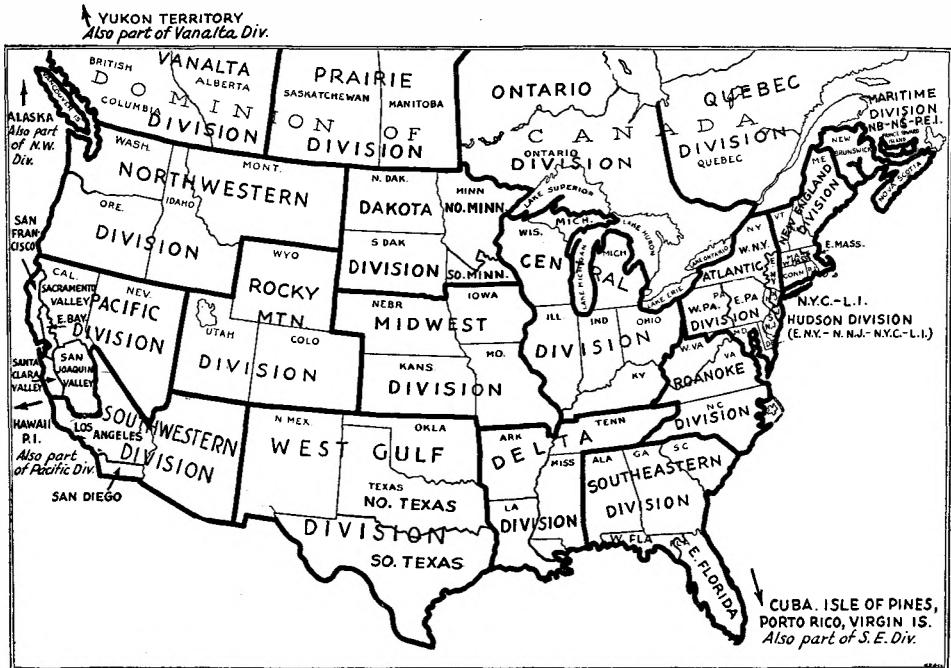 YUKON TERRITORY
Also part of Vanalta Div.
BRITISH
COLUMBIA
VANALTA
ALBERTA
DIVISION
DOMINION OF CANADA
VANCOUVER IS.
PRAIRIE
SASKATCHEWAN
MANITOBA
DIVISION
ONTARIO
ONTARIO
DIVISION
QUEBEC
DIVISION
QUEBEC
MARITIME
DIVISION
NB-NS-P.E.I.
PRINCE EDWARD
ISLAND
NEW
BRUNSWICK
NOVA SCOTIA
ALASKA
Also part
of N.W.
Div.
WASH.
MONT.
NORTHWESTERN
ORE.
IDAHO
DIVISION
N. DAK.
DAKOTA
S DAK
DIVISION
MINN
NO. MINN.
SO. MINN.
LAKE SUPERIOR
MICH.
WIS.
LAKE MICHIGAN
MICH
LAKE HURON
CENTRAL
LAKE ERIE
LAKE ONTARIO
ILL
IND
OHIO
DIVISION
KY
ME
VT
NEW ENGLAND
DIVISION
E. MASS.
W. MASS
CONN
R.I.
NY
W.N.Y.
ATLANTIC
PA
W. PA.
E. PA
DIVISION
MD
N.Y.C.-L.I.
HUDSON DIVISION
(E. N.Y.- N. N.J.- N.Y.C.-L.I.)
SAN
FRAN-
CISCO
CAL.
SACRAMENTO
VALLEY
NEV.
PACIFIC
E. BAY
DIVISION
SANTA
CLARA
VALLEY
SAN
JOAQUIN
VALLEY
WYO
ROCKY
MTN
UTAH
COLO
DIVISION
NEBR
IOWA
MIDWEST
MO.
KANS
DIVISION
W. VA.
VA
ROANOKE
N C
DIVISION
HAWAII
P.I.
Also part
of Pacific Div.
LOS
ANGELES
SOUTHWESTERN
DIVISION
SAN DIEGO
N MEX.
OKLA
WEST GULF
TEXAS
NO. TEXAS
DIVISION
SO. TEXAS
ARK
TENN
DELTA
MISS
LA
DIVISION
ALA
GA
S C
SOUTHEASTERN
DIVISION
W. FLA
E. FLORIDA
CUBA. ISLE OF PINES,
PORTO RICO, VIRGIN IS.
Also part of S.E. Div.